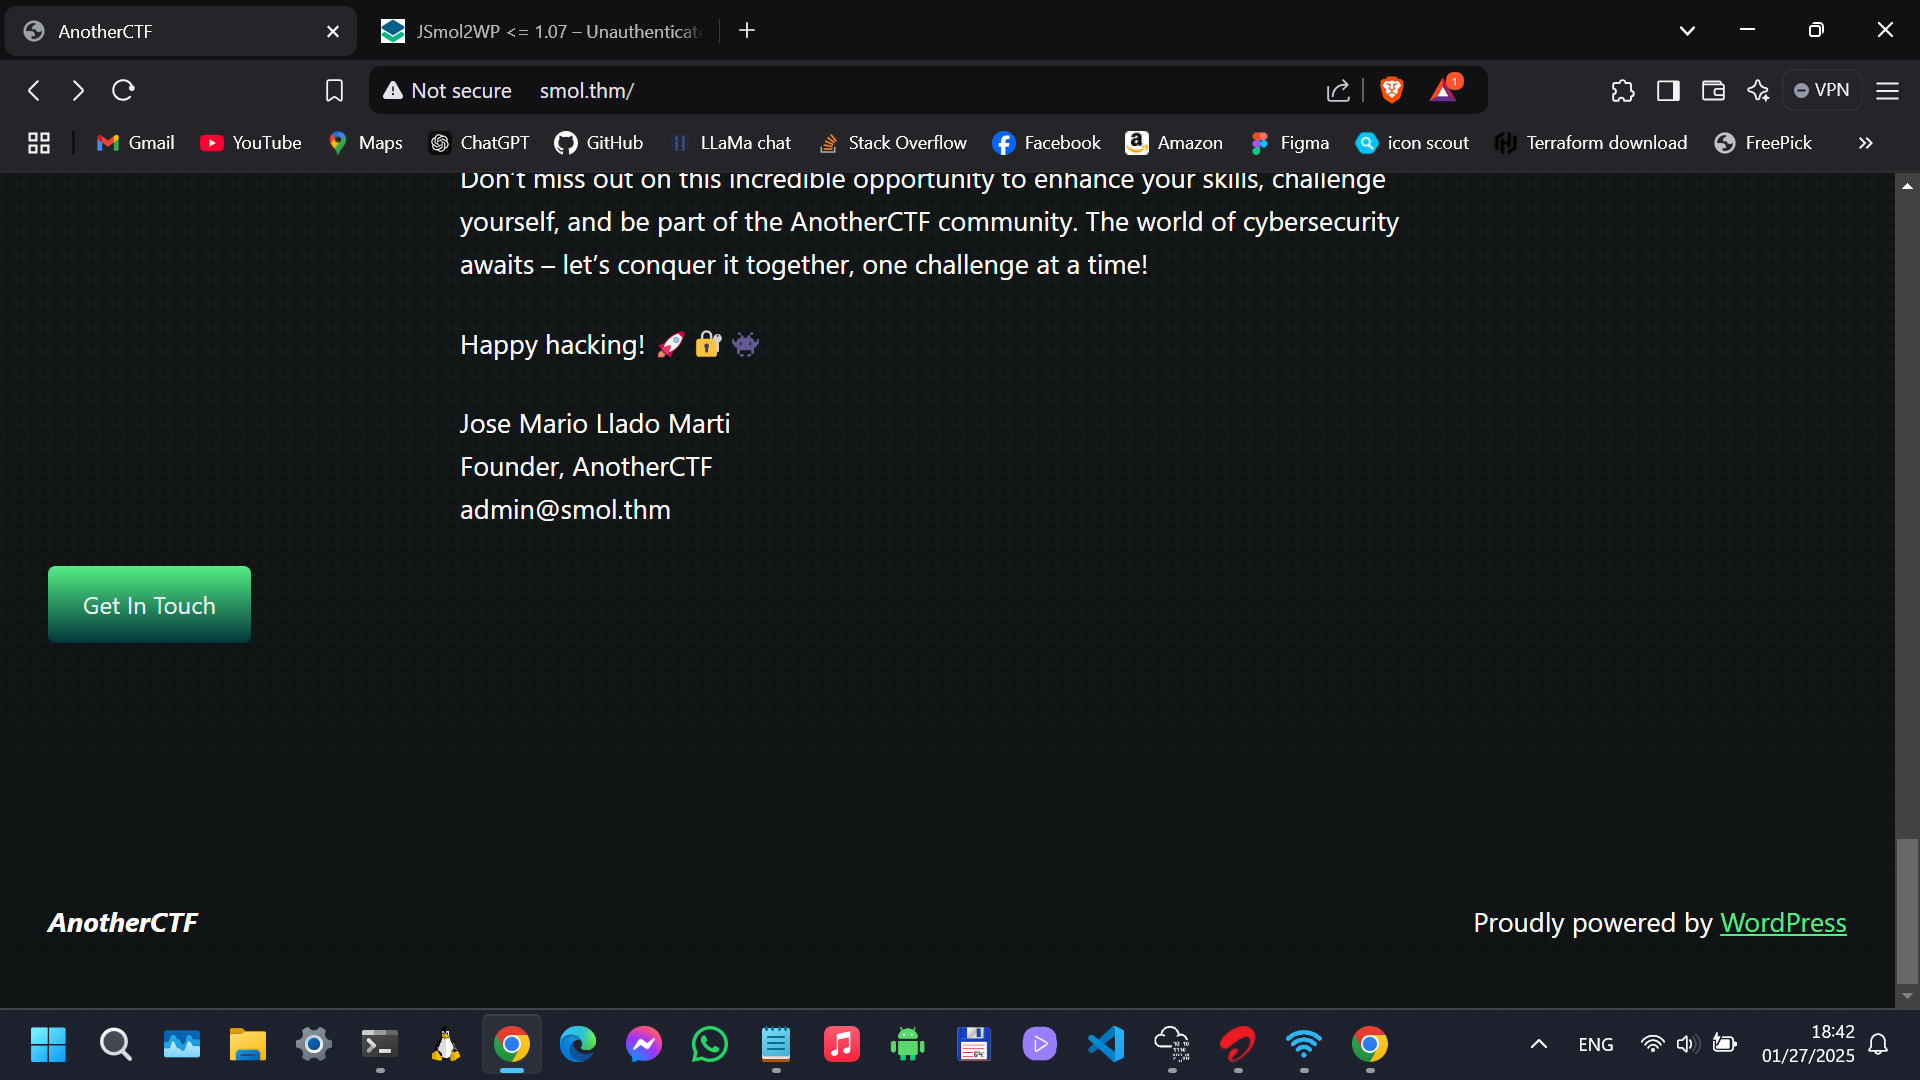 AnotherCTF
JSmol2WP <= 1.07 – Unauthenticate
Not secure smol.thm/
1
VPN
Gmail YouTube Maps ChatGPT GitHub LLaMa chat Stack Overflow Facebook Amazon Figma icon scout Terraform download FreePick
Don't miss out on this incredible opportunity to enhance your skills, challenge
yourself, and be part of the AnotherCTF community. The world of cybersecurity
awaits – let's conquer it together, one challenge at a time!
Happy hacking! 🚀 🔐 👾
Jose Mario Llado Marti
Founder, AnotherCTF
admin@smol.thm
Get In Touch
AnotherCTF
Proudly powered by WordPress
ENG
18:42
01/27/2025